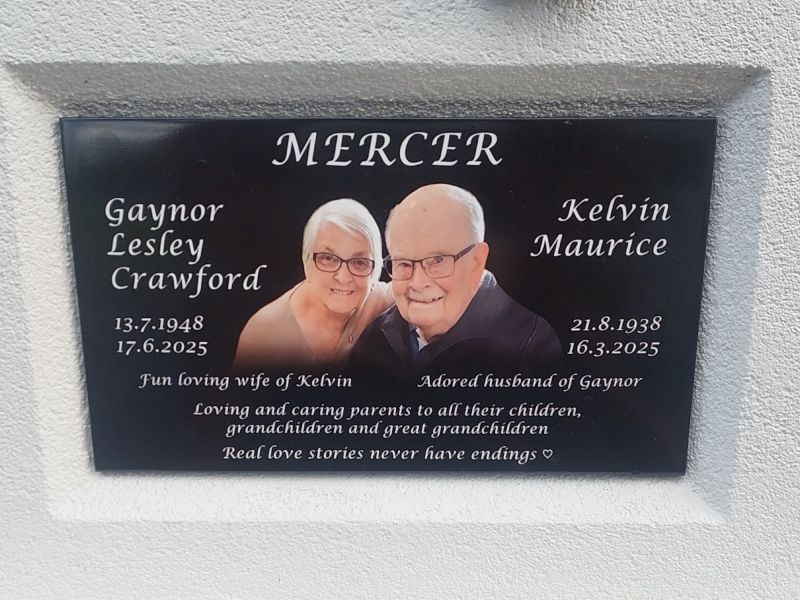 MERCER
Gaynor
Lesley
Crawford
13.7.1948
17.6.2025
Kelvin
Maurice
21.8.1938
16.3.2025
Fun loving wife of Kelvin
Adored husband of Gaynor
Loving and caring parents to all their children,
grandchildren and great grandchildren
Real love stories never have endings ♡